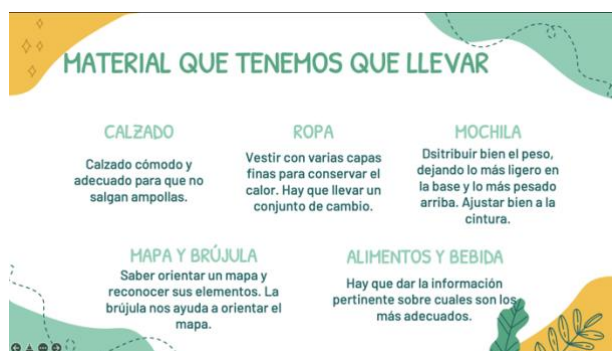 MATERIAL QUE TENEMOS QUE LLEVAR
CALZADO
Calzado cómodo y
adecuado para que no
salgan ampollas.
ROPA
Vestir con varias capas
finas para conservar el
calor. Hay que llevar un
conjunto de cambio.
MOCHILA
Dsitribuir bien el peso,
dejando lo más ligero en
la base y lo más pesado
arriba. Ajustar bien a la
cintura.
MAPA Y BRÚJULA
Saber orientar un mapa y
reconocer sus elementos. La
brújula nos ayuda a orientar el
mapa.
ALIMENTOS Y BEBIDA
Hay que dar la información
pertinente sobre cuales son los
más adecuados.